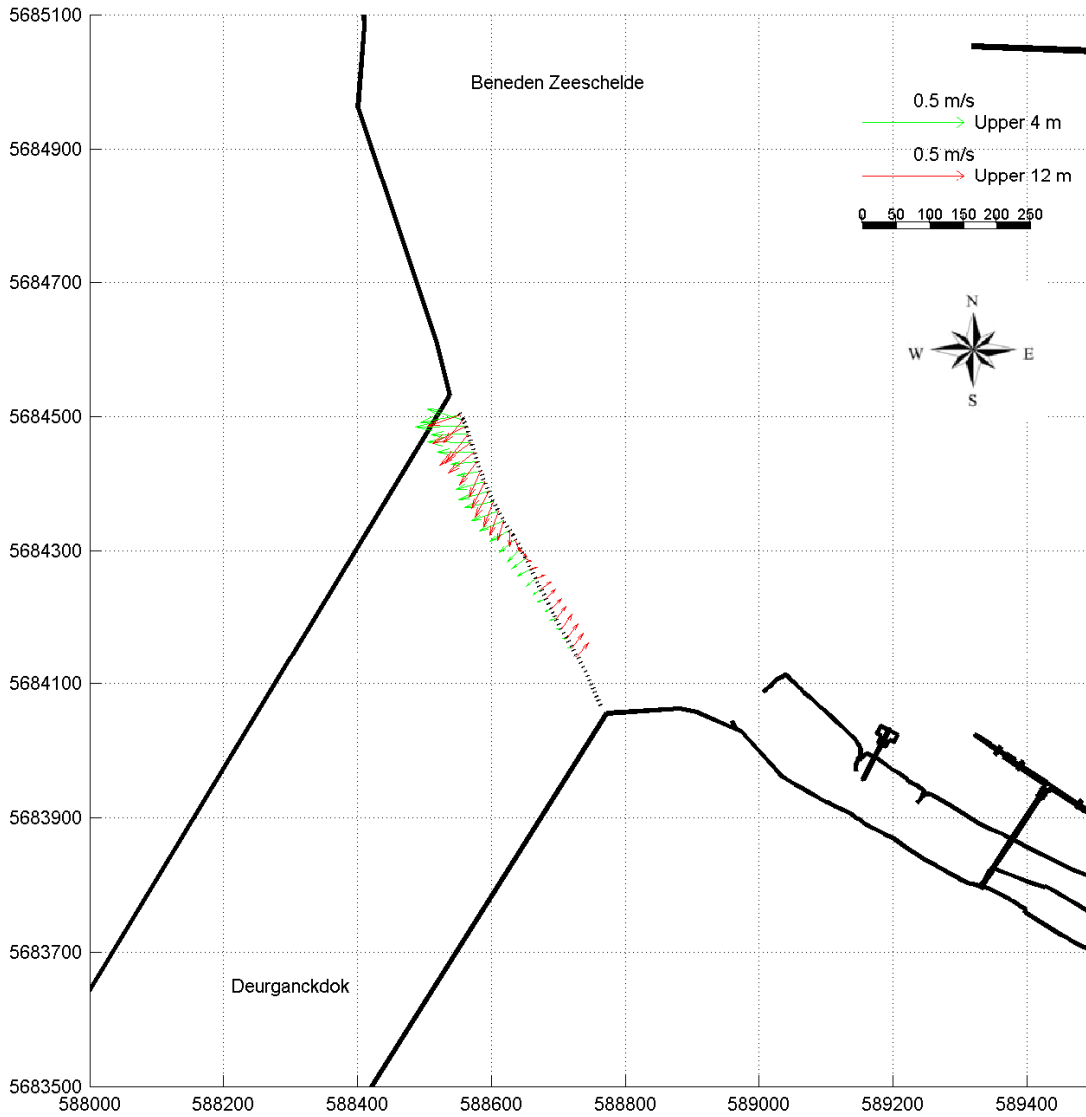 5685100
Beneden Zeeschelde
0.5 m/s
Upper 4 m
5684900
0.5 m/s
Upper 12 m
0 50 100 150 200 250
5684700
N
W E
S
5684500
5684300
5684100
5683900
5683700
Deurganckdok
5683500
588000 588200 588400 588600 588800 589000 589200 589400